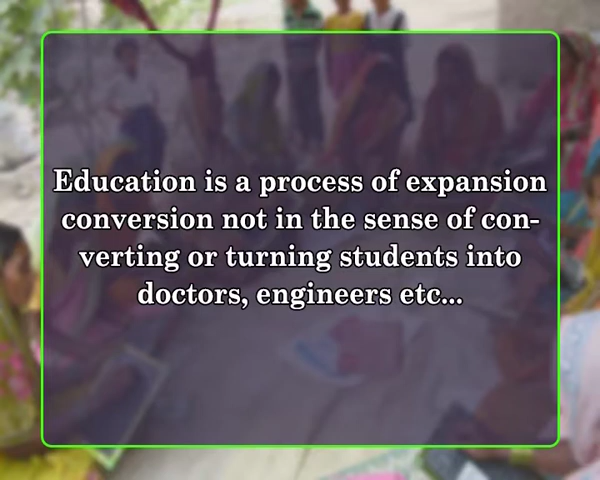 Education is a process of expansion
conversion not in the sense of con-
verting or turning students into
doctors, engineers etc...